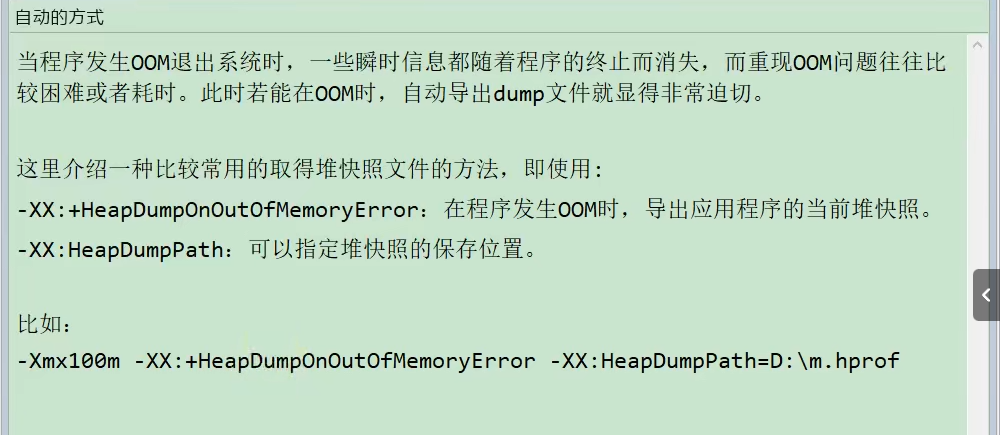 自动的方式
当程序发生OOM退出系统时，一些瞬时信息都随着程序的终止而消失，而重现OOM问题往往比
较困难或者耗时。此时若能在OOM时，自动导出dump文件就显得非常迫切。
这里介绍一种比较常用的取得堆快照文件的方法，即使用:
-XX:+HeapDumpOnOutOfMemoryError：在程序发生OOM时，导出应用程序的当前堆快照。
-XX:HeapDumpPath：可以指定堆快照的保存位置。
比如：
-Xmx100m -XX:+HeapDumpOnOutOfMemoryError -XX:HeapDumpPath=D:\m.hprof